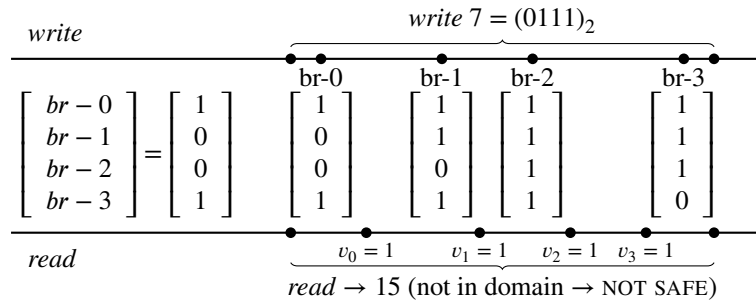 write
write 7 = (0111)₂
br-0 br-1 br-2 br-3
[ br − 0 ] [ 1 ] [ 1 ] [ 1 ] [ 1 ] [ 1 ]
[ br − 1 ] = [ 0 ] [ 0 ] [ 1 ] [ 1 ] [ 1 ]
[ br − 2 ] [ 0 ] [ 0 ] [ 0 ] [ 1 ] [ 1 ]
[ br − 3 ] [ 1 ] [ 1 ] [ 1 ] [ 1 ] [ 0 ]
v₀ = 1 v₁ = 1 v₂ = 1 v₃ = 1
read
read → 15 (not in domain → NOT SAFE)